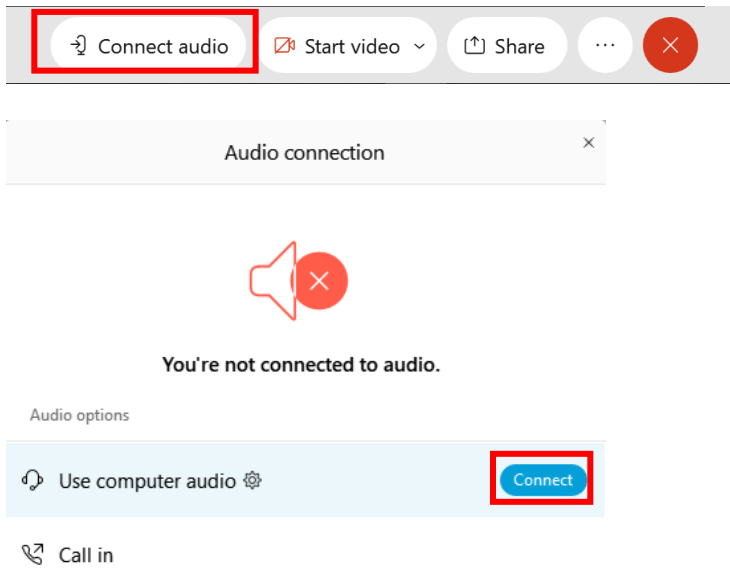 Connect audio Start video Share ...
Audio connection
You're not connected to audio.
Audio options
Use computer audio Connect
Call in